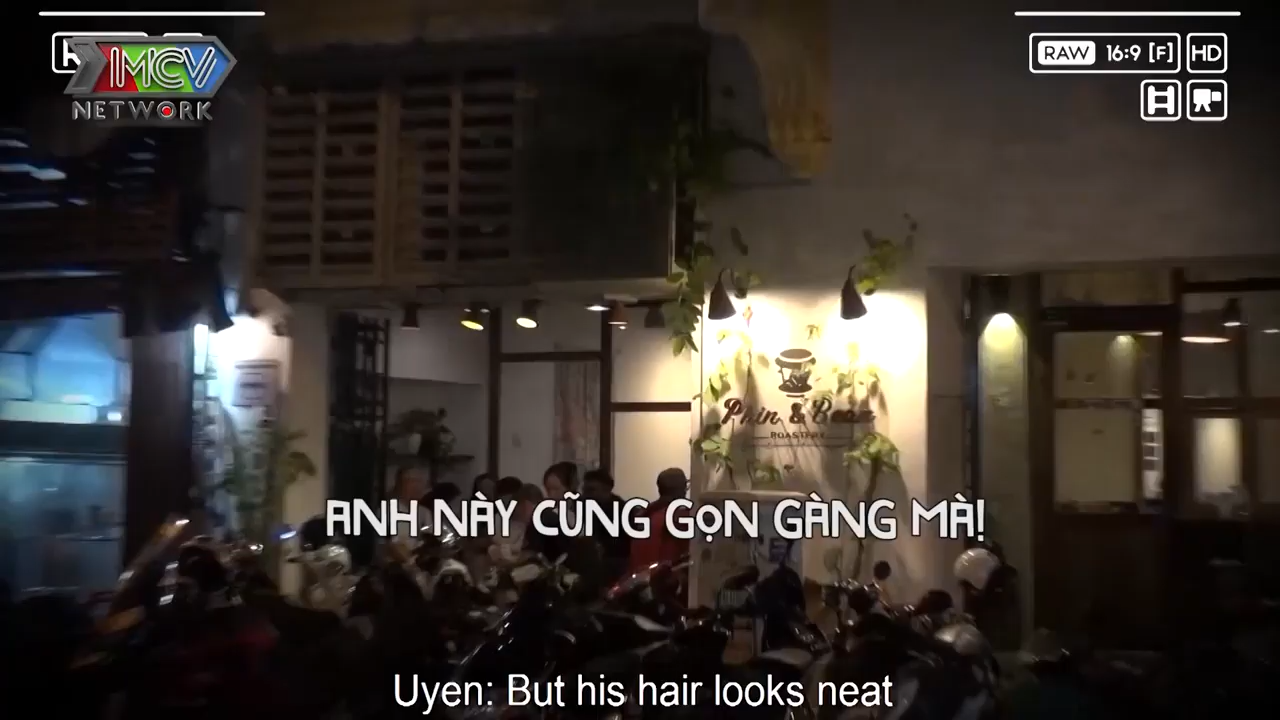 MCV
NETWORK
RAW 16:9 [F] HD
Phin & Bean
ROASTERY
ANH NÀY CŨNG GỌN GÀNG MÀ!
Uyen: But his hair looks neat